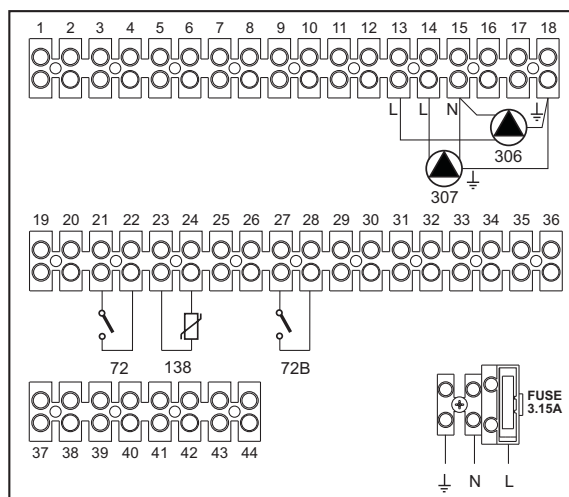 1 2 3 4 5 6 7 8 9 10 11 12 13 14 15 16 17 18
L L N
306
307
19 20 21 22 23 24 25 26 27 28 29 30 31 32 33 34 35 36
72 138 72B
FUSE
3.15A
37 38 39 40 41 42 43 44
N L